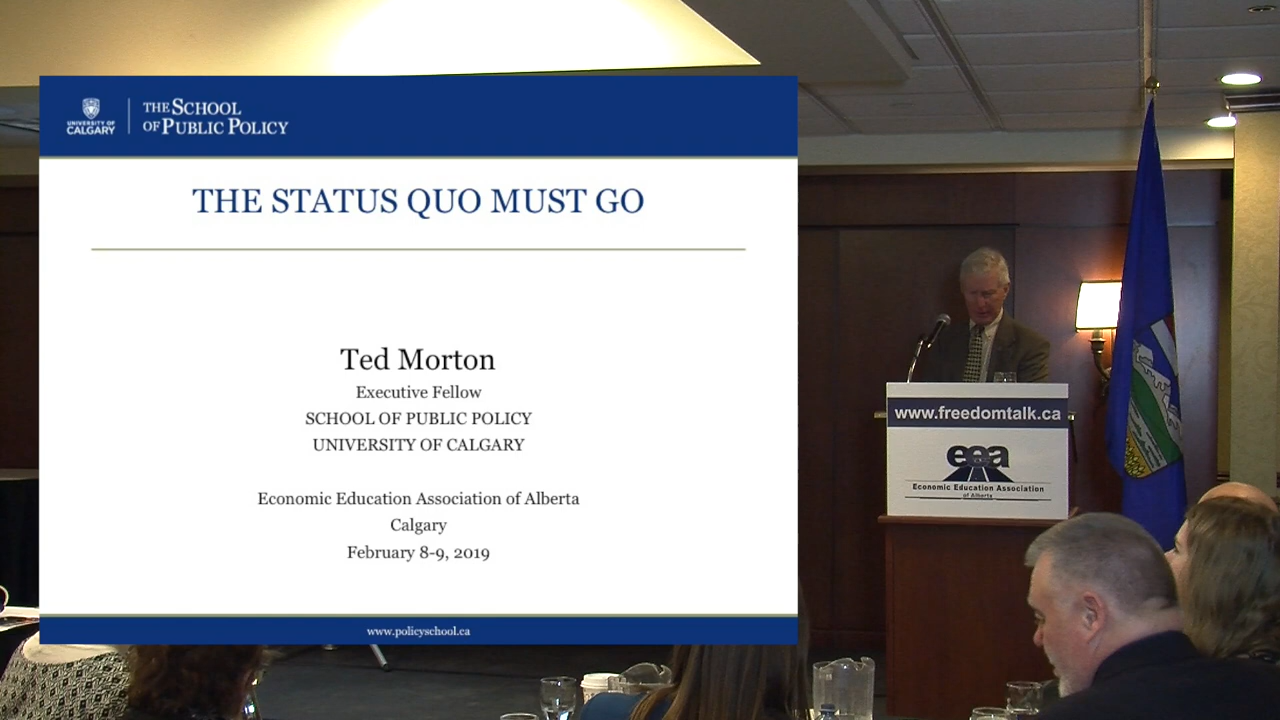 UNIVERSITY OF
CALGARY
THE SCHOOL
OF PUBLIC POLICY
THE STATUS QUO MUST GO
Ted Morton
Executive Fellow
SCHOOL OF PUBLIC POLICY
UNIVERSITY OF CALGARY
Economic Education Association of Alberta
Calgary
February 8-9, 2019
www.policyschool.ca
www.freedomtalk.ca
eea
Economic Education Association
of Alberta